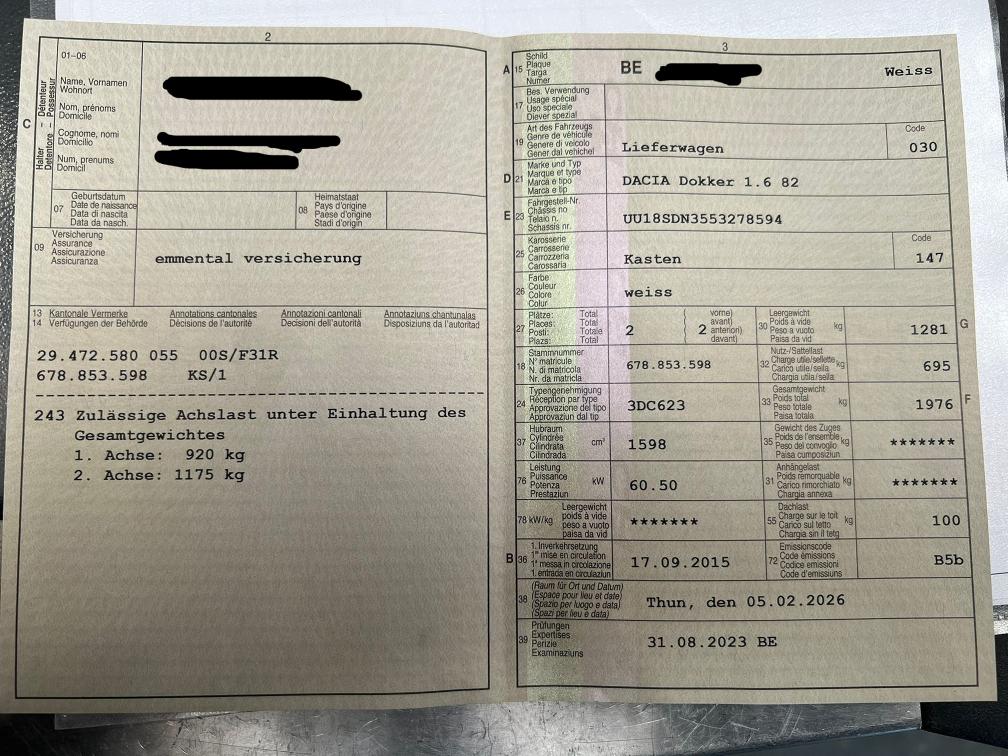 2
01–06
C
Halter – Détenteur
Detentore – Possessur
Name, Vornamen
Wohnort
Nom, prénoms
Domicile
Cognome, nomi
Domicilio
Num, prenums
Domicil
07
Geburtsdatum
Date de naissance
Data di nascita
Data da nasch.
08
Heimatstaat
Pays d'origine
Paese d'origine
Stadi d'origin
09
Versicherung
Assurance
Assicurazione
Assicuranza
emmental versicherung
13 Kantonale Vermerke Annotations cantonales Annotazioni cantonali Annotaziuns chantunalas
14 Verfügungen der Behörde Décisions de l'autorité Decisioni dell'autorità Disposiziuns da l'autoritad
29.472.580 055 00S/F31R
678.853.598 KS/1
243 Zulässige Achslast unter Einhaltung des
Gesamtgewichtes
1. Achse: 920 kg
2. Achse: 1175 kg
3
A 15
Schild
Plaque
Targa
Numer
BE
Weiss
17
Bes. Verwendung
Usage spécial
Uso speciale
Diever spezial
19
Art des Fahrzeugs
Genre de véhicule
Genere di veicolo
Gener dal vehichel
Lieferwagen
Code
030
D 21
Marke und Typ
Marque et type
Marca e tipo
Marca e tip
DACIA Dokker 1.6 82
E 23
Fahrgestell-Nr.
Châssis no
Telaio n.
Schassis nr.
UU18SDN3553278594
25
Karosserie
Carrosserie
Carrozzeria
Carossaria
Kasten
Code
147
26
Farbe
Couleur
Colore
Colur
weiss
27
Plätze: Total
Places: Total
Posti: Totale
Plazs: Total
2
( 2
vorne)
avant)
anteriori)
davant)
30
Leergewicht
Poids à vide
Peso a vuoto
Paisa da vid
kg
1281
G
18
Stammnummer
N° matricule
N. di matricola
Nr. da matricla
678.853.598
32
Nutz-/Sattellast
Charge utile/sellette
Carico utile/sella
Chargia utila/sella
kg
695
24
Typengenehmigung
Réception par type
Approvazione del tipo
Approvaziun dal tip
3DC623
33
Gesamtgewicht
Poids total
Peso totale
Paisa totala
kg
1976
F
37
Hubraum
Cylindrée
Cilindrata
Cilindrada
cm³
1598
35
Gewicht des Zuges
Poids de l'ensemble
Peso del convoglio
Paisa cumposiziun
kg
*******
76
Leistung
Puissance
Potenza
Prestaziun
kW
60.50
31
Anhängelast
Poids remorquable
Carico rimorchiato
Chargia annexa
kg
*******
78 kW/kg
Leergewicht
poids à vide
peso a vuoto
paisa da vid
*******
55
Dachlast
Charge sur le toit
Carico sul tetto
Chargia sin il tetg
kg
100
B 36
1. Inverkehrsetzung
1re mise en circulation
1a messa in circolazione
1. entrada en circulaziun
17.09.2015
72
Emissionscode
Code émissions
Codice emissioni
Code d'emissiuns
B5b
38
(Raum für Ort und Datum)
(Espace pour lieu et date)
(Spazio per luogo e data)
(Spazi per lieu e data)
Thun, den 05.02.2026
39
Prüfungen
Expertises
Perizie
Examinaziuns
31.08.2023 BE